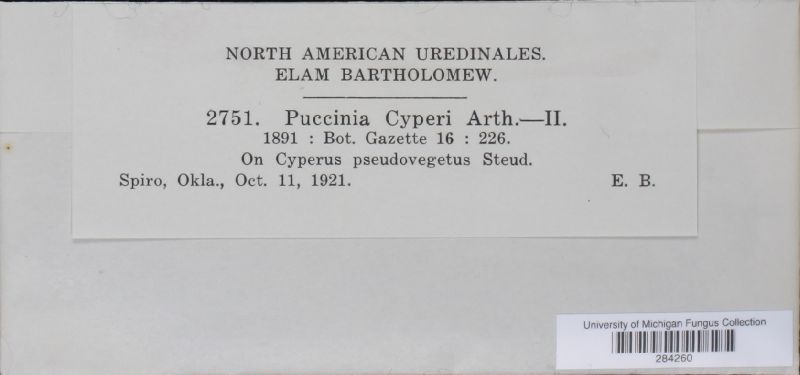 NORTH AMERICAN UREDINALES.
ELAM BARTHOLOMEW.
2751. Puccinia Cyperi Arth.—II.
1891 : Bot. Gazette 16 : 226.
On Cyperus pseudovegetus Steud.
Spiro, Okla., Oct. 11, 1921. E. B.
University of Michigan Fungus Collection
284260